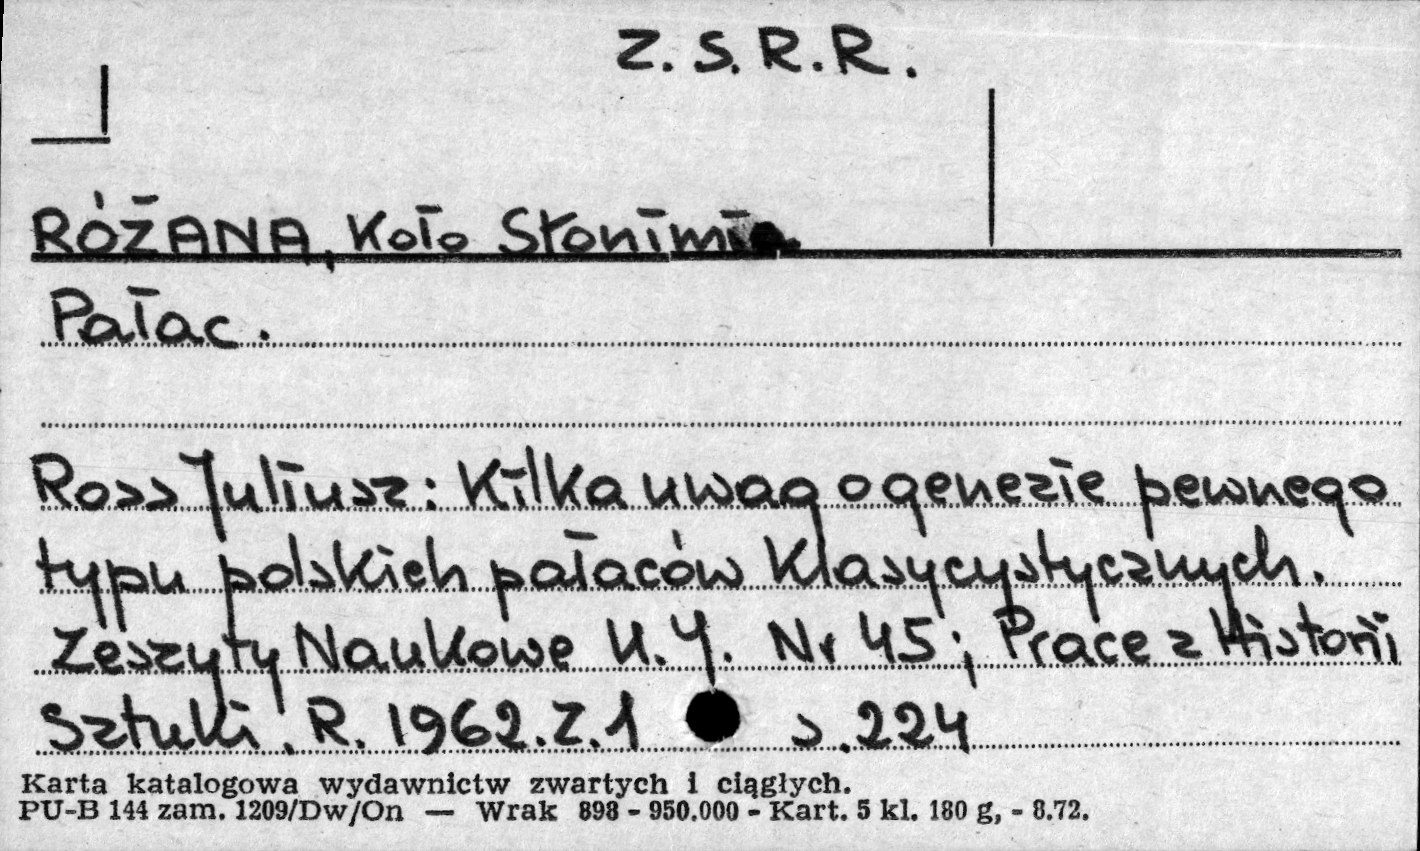 Z. S. R. R.
RÓŻANA, Koło Słonimia
Pałac.
Ross Juliusz: Kilka uwag o genezie pewnego
typu polskich pałaców klasycystycznych.
Zeszyty Naukowe U. J. Nr 45; Prace z Historii
Sztuki. R. 1962. Z. 1 s. 224
Karta katalogowa wydawnictw zwartych i ciągłych.
PU-B 144 zam. 1209/Dw/On — Wrak 898 - 950.000 - Kart. 5 kl. 180 g, - 8.72.